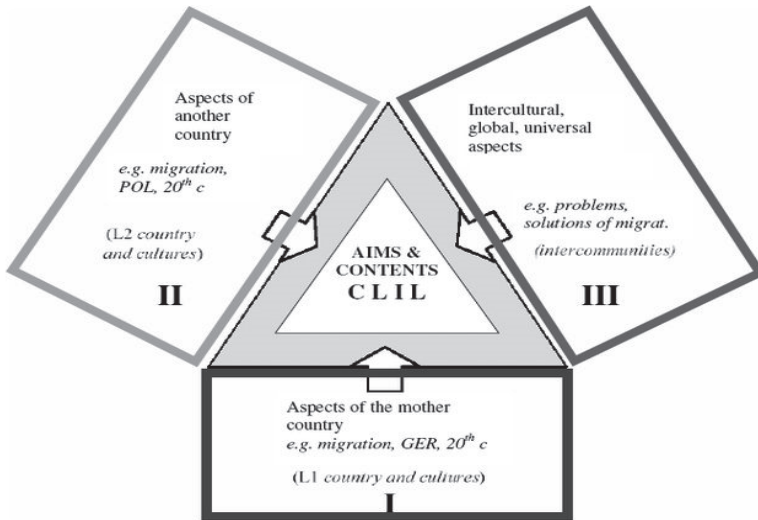 Aspects of
another
country
e.g. migration,
POL, 20th c
(L2 country
and cultures)
II
Intercultural,
global, universal
aspects
e.g. problems,
solutions of migrat.
(intercommunities)
III
AIMS &
CONTENTS
C L I L
Aspects of the mother
country
e.g. migration, GER, 20th c
(L1 country and cultures)
I